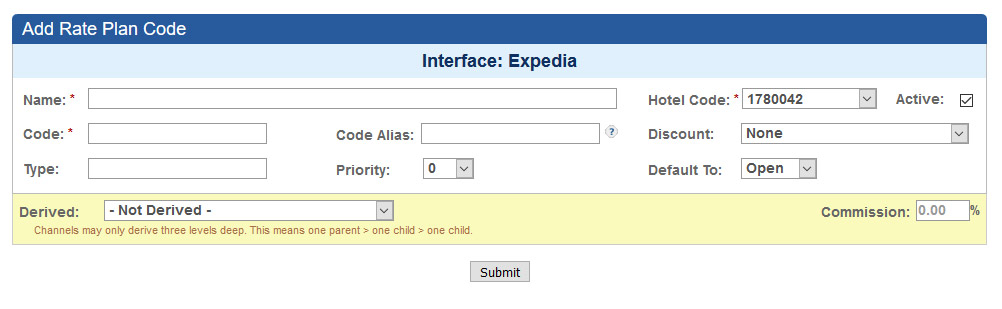 Add Rate Plan Code
Interface: Expedia
Name: * Hotel Code: * 1780042 Active:
Code: * Code Alias: ? Discount: None
Type: Priority: 0 Default To: Open
Derived: - Not Derived - Commission: 0.00 %
Channels may only derive three levels deep. This means one parent > one child > one child.
Submit